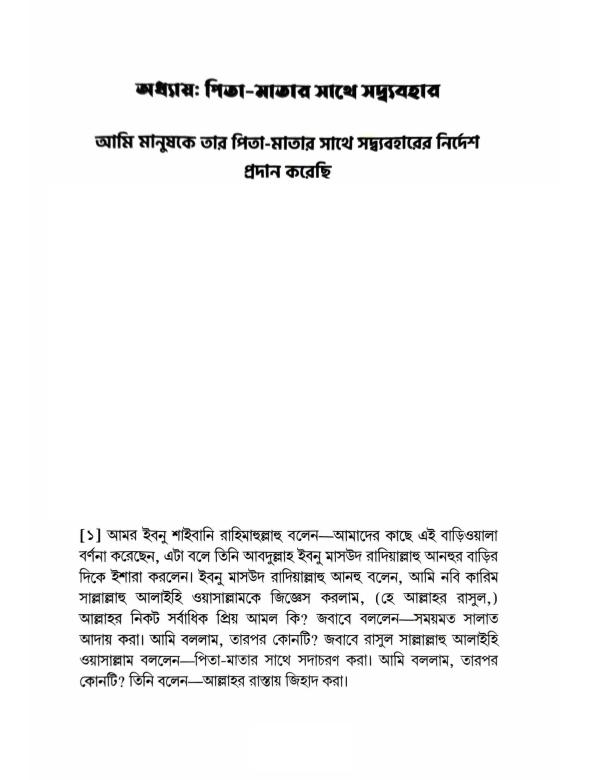 অধ্যায়: পিতা-মাতার সাথে সদ্ব্যবহার
আমি মানুষকে তার পিতা-মাতার সাথে সদ্ব্যবহারের নির্দেশ
প্রদান করেছি
[১] আমর ইবনু শাইবানি রাহিমাহুল্লাহু বলেন—আমাদের কাছে এই বাড়িওয়ালা
বর্ণনা করেছেন, এটা বলে তিনি আবদুল্লাহ ইবনু মাসউদ রাদিয়াল্লাহু আনহুর বাড়ির
দিকে ইশারা করলেন। ইবনু মাসউদ রাদিয়াল্লাহু আনহু বলেন, আমি নবি কারিম
সাল্লাল্লাহু আলাইহি ওয়াসাল্লামকে জিজ্ঞেস করলাম, (হে আল্লাহর রাসুল,)
আল্লাহর নিকট সর্বাধিক প্রিয় আমল কি? জবাবে বললেন—সময়মত সালাত
আদায় করা। আমি বললাম, তারপর কোনটি? জবাবে রাসুল সাল্লাল্লাহু আলাইহি
ওয়াসাল্লাম বললেন—পিতা-মাতার সাথে সদাচরণ করা। আমি বললাম, তারপর
কোনটি? তিনি বলেন—আল্লাহর রাস্তায় জিহাদ করা।